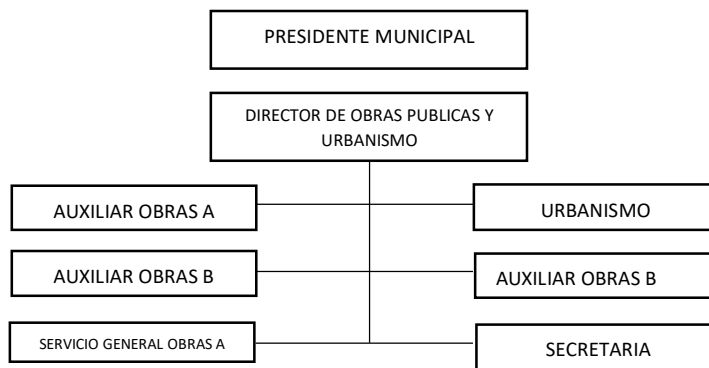 PRESIDENTE MUNICIPAL
DIRECTOR DE OBRAS PUBLICAS Y
URBANISMO
AUXILIAR OBRAS A
URBANISMO
AUXILIAR OBRAS B
AUXILIAR OBRAS B
SERVICIO GENERAL OBRAS A
SECRETARIA